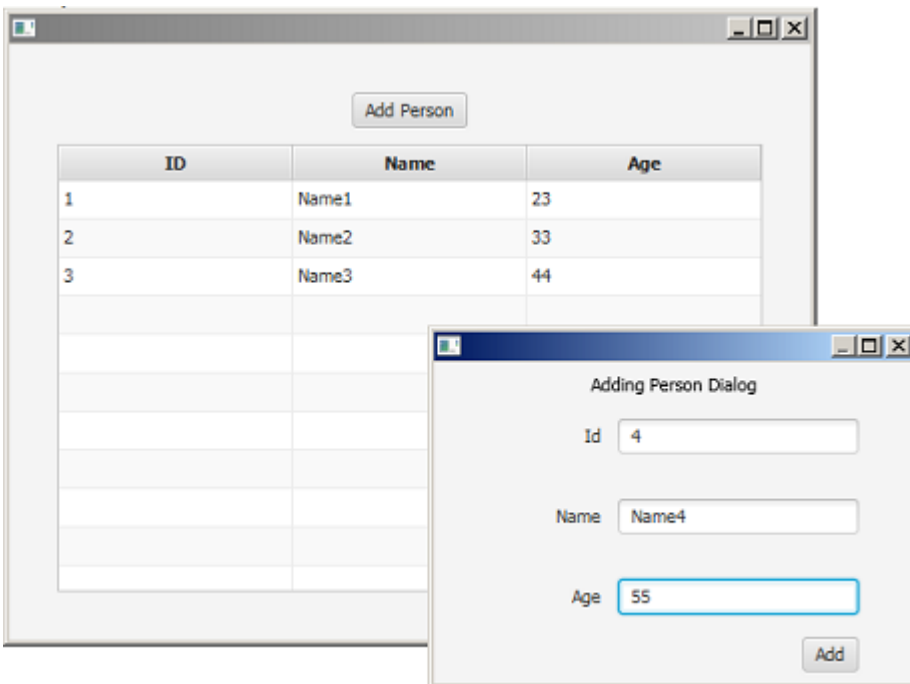 Add Person
ID Name Age
1 Name1 23
2 Name2 33
3 Name3 44
Adding Person Dialog
Id 4
Name Name4
Age 55
Add